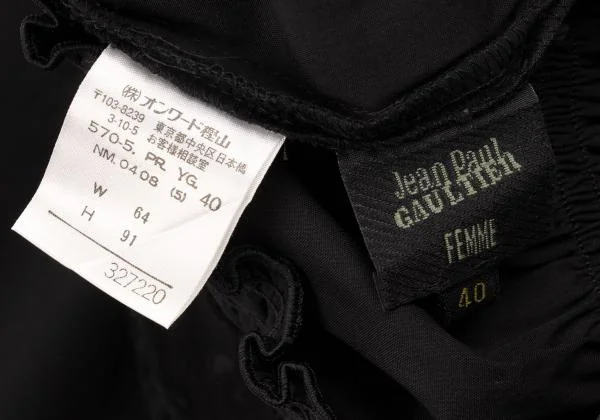 (株)オンワード樫山
〒103-8239 東京都中央区日本橋
3-10-5 お客様相談室
570-5. PR. YG. 40
NM. 0408 (5)
W 64
H 91
327220
Jean Paul
GAULTIER
FEMME
40